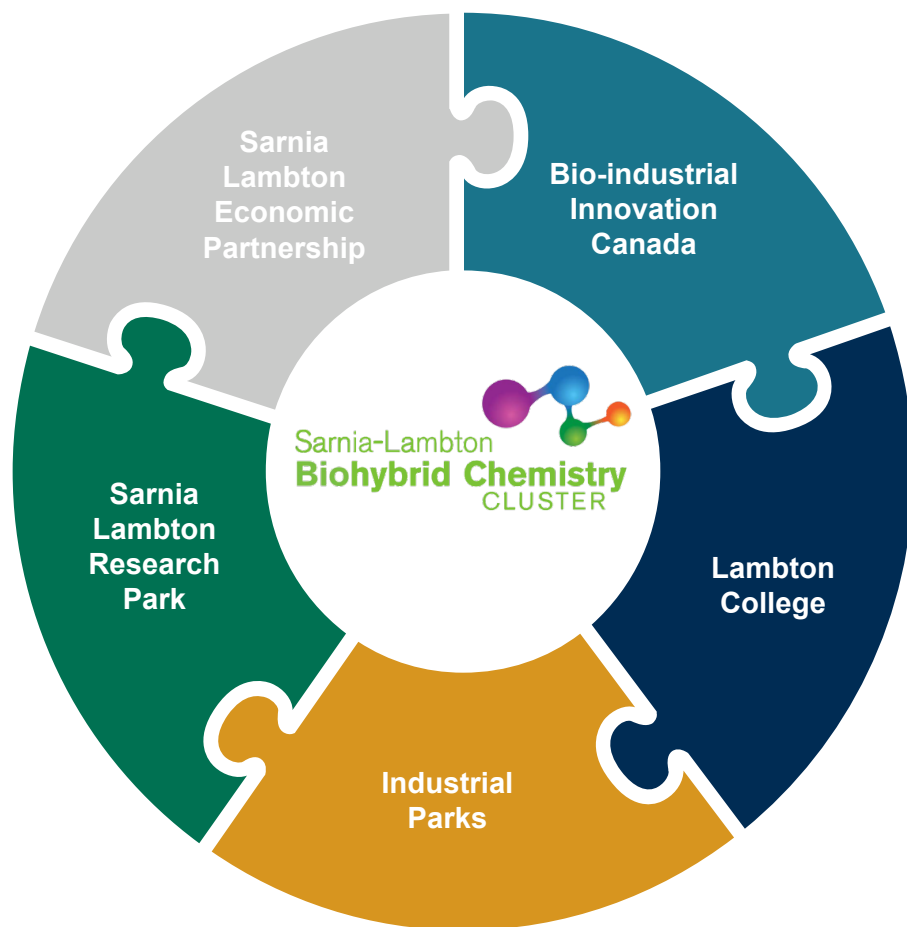 Sarnia
Lambton
Economic
Partnership
Bio-industrial
Innovation
Canada
Sarnia-Lambton
Biohybrid Chemistry
CLUSTER
Sarnia
Lambton
Research
Park
Lambton
College
Industrial
Parks